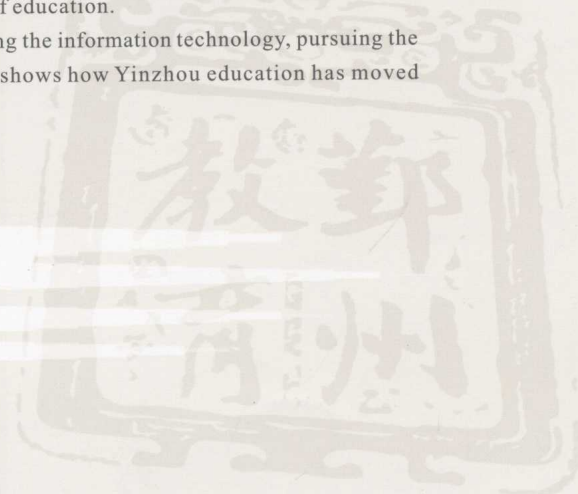 f education.
ng the information technology, pursuing the
shows how Yinzhou education has moved
鄞州
教育